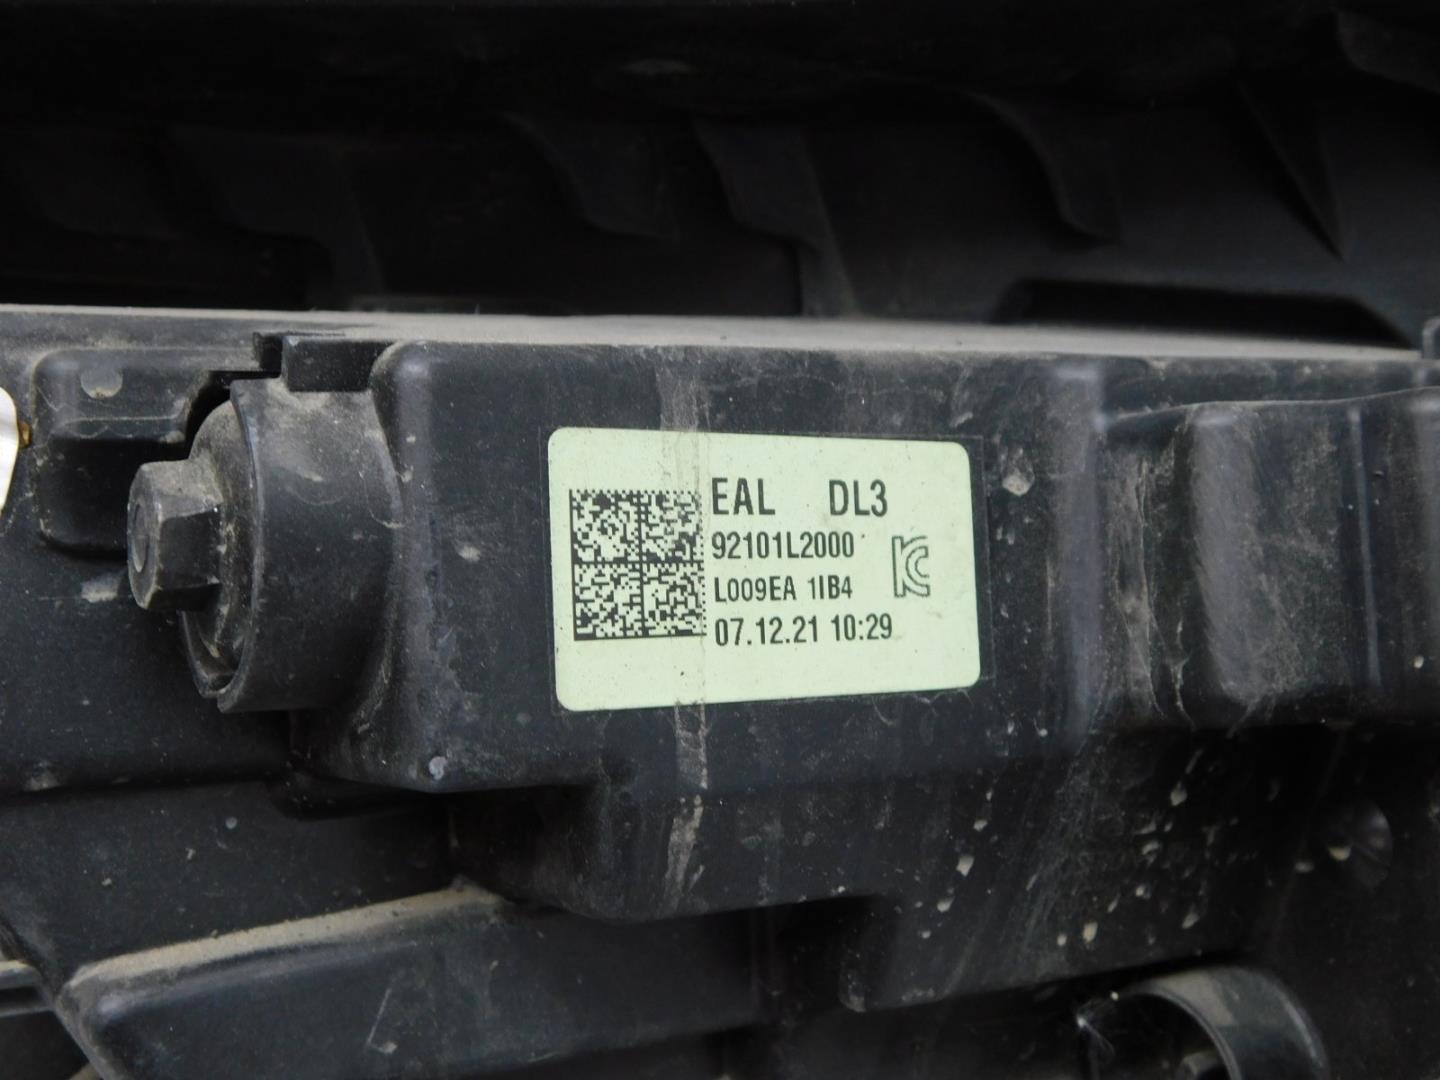 EAL DL3
92101L2000
L009EA 1IB4
07.12.21 10:29